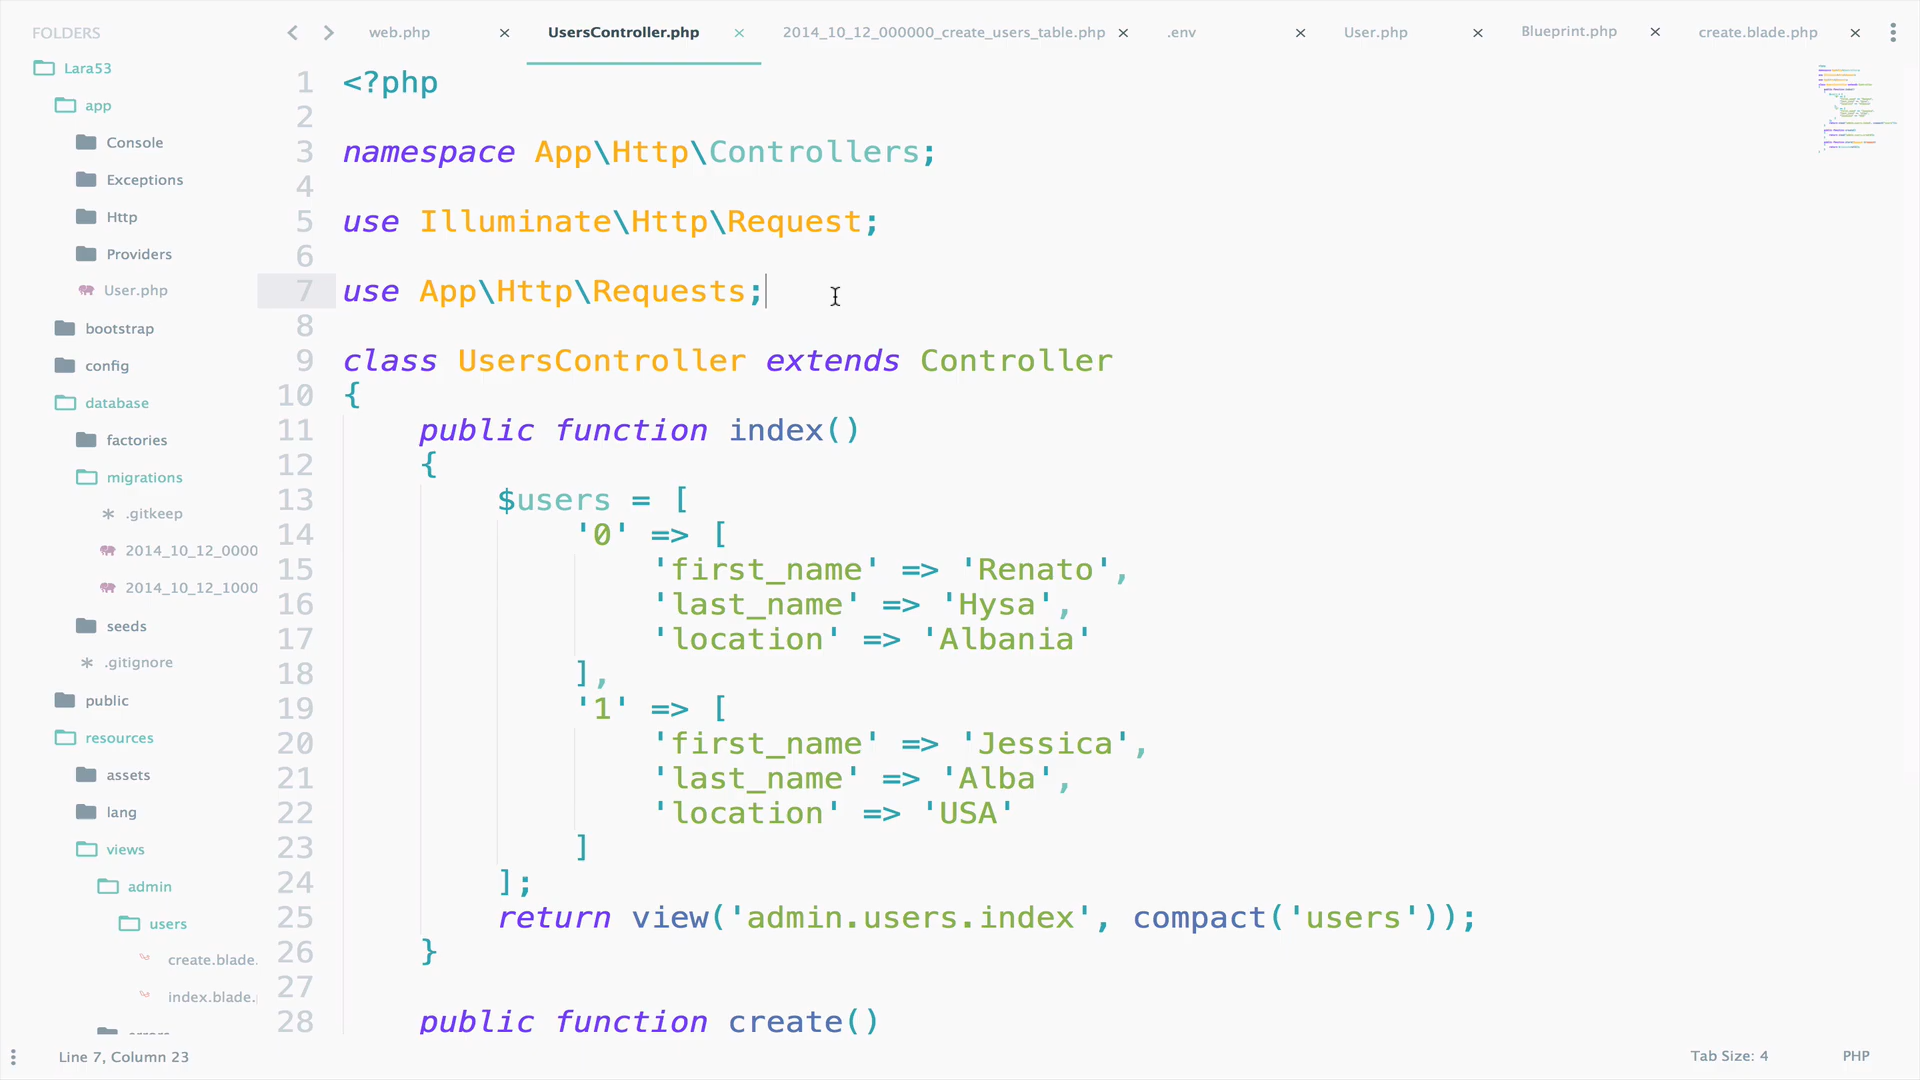 FOLDERS
Lara53
app
Console
Exceptions
Http
Providers
User.php
bootstrap
config
database
factories
migrations
.gitkeep
2014_10_12_0000
2014_10_12_1000
seeds
.gitignore
public
resources
assets
lang
views
admin
users
create.blade.
index.blade.
errors
web.php
UsersController.php
2014_10_12_000000_create_users_table.php
.env
User.php
Blueprint.php
create.blade.php
1 <?php
2
3 namespace App\Http\Controllers;
4
5 use Illuminate\Http\Request;
6
7 use App\Http\Requests;
8
9 class UsersController extends Controller
10 {
11 public function index()
12 {
13 $users = [
14 '0' => [
15 'first_name' => 'Renato',
16 'last_name' => 'Hysa',
17 'location' => 'Albania'
18 ],
19 '1' => [
20 'first_name' => 'Jessica',
21 'last_name' => 'Alba',
22 'location' => 'USA'
23 ]
24 ];
25 return view('admin.users.index', compact('users'));
26 }
27
28 public function create()
Line 7, Column 23
Tab Size: 4
PHP